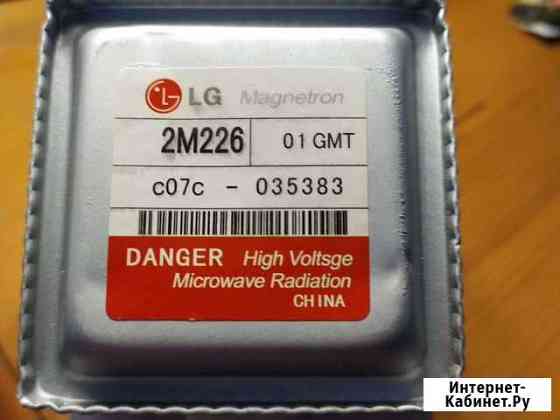 LG Magnetron
2M226 01 GMT
c07c - 035383
DANGER High Voltsge
Microwave Radiation
CHINA
Интернет-
Кабинет.Ру